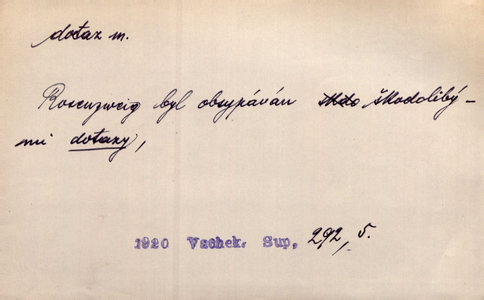 dotaz m.
Rosenzweig byl obsypáván škodolibý-
mi dotazy,
1920 Vachek. Sup, 292, 5.